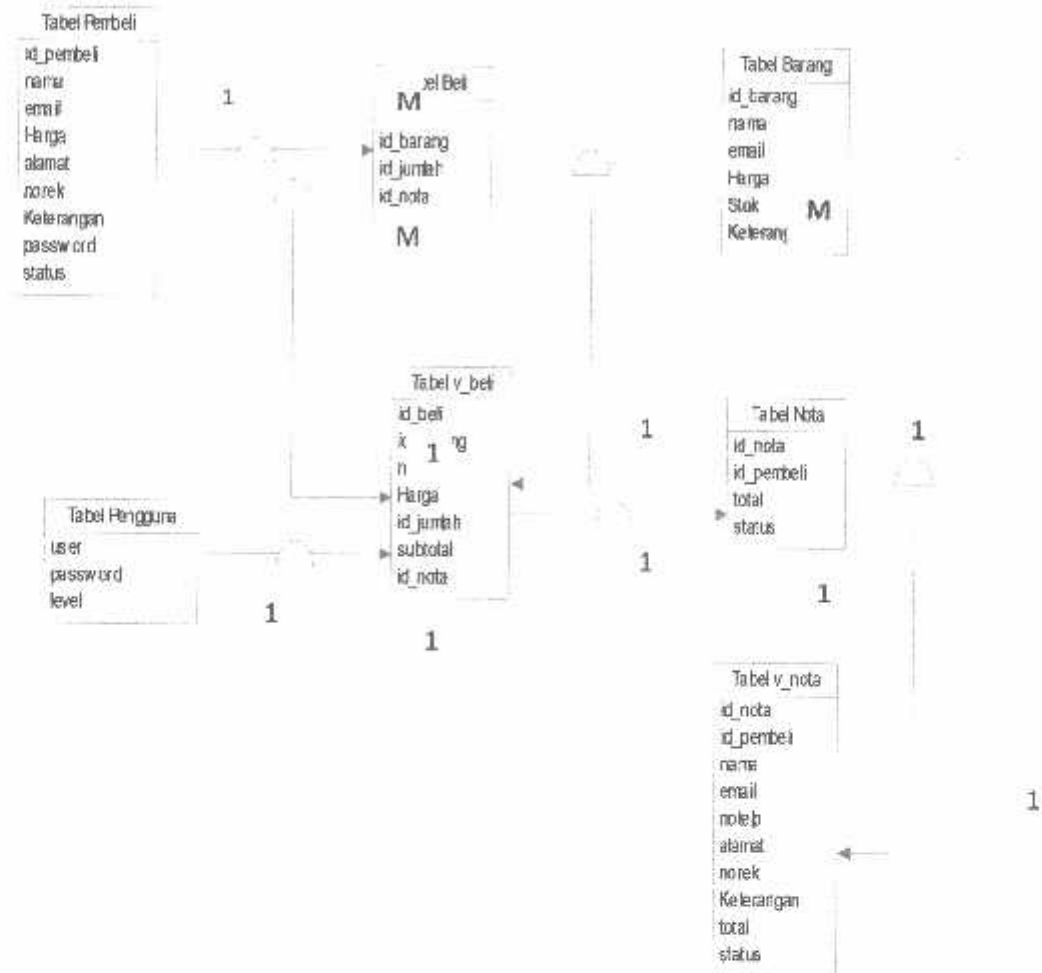 Tabel Pembeli
id_pembeli
nama
email
Harga
alamat
norek
Keterangan
password
status
1
Beli
M
id_barang
id_jumlah
id_nota
M
Tabel Barang
id_barang
nama
email
Harga
Stok
M
Keterang
Tabel v_beli
id_beli
1
Harga
id_jumlah
subtotal
id_nota
1
Tabel Pengguna
user
password
level
1
1
1
Tabel Nota
id_nota
id_pembeli
total
status
1
1
Tabel v_nota
id_nota
id_pembeli
nama
email
notelp
alamat
norek
Keterangan
total
status
1